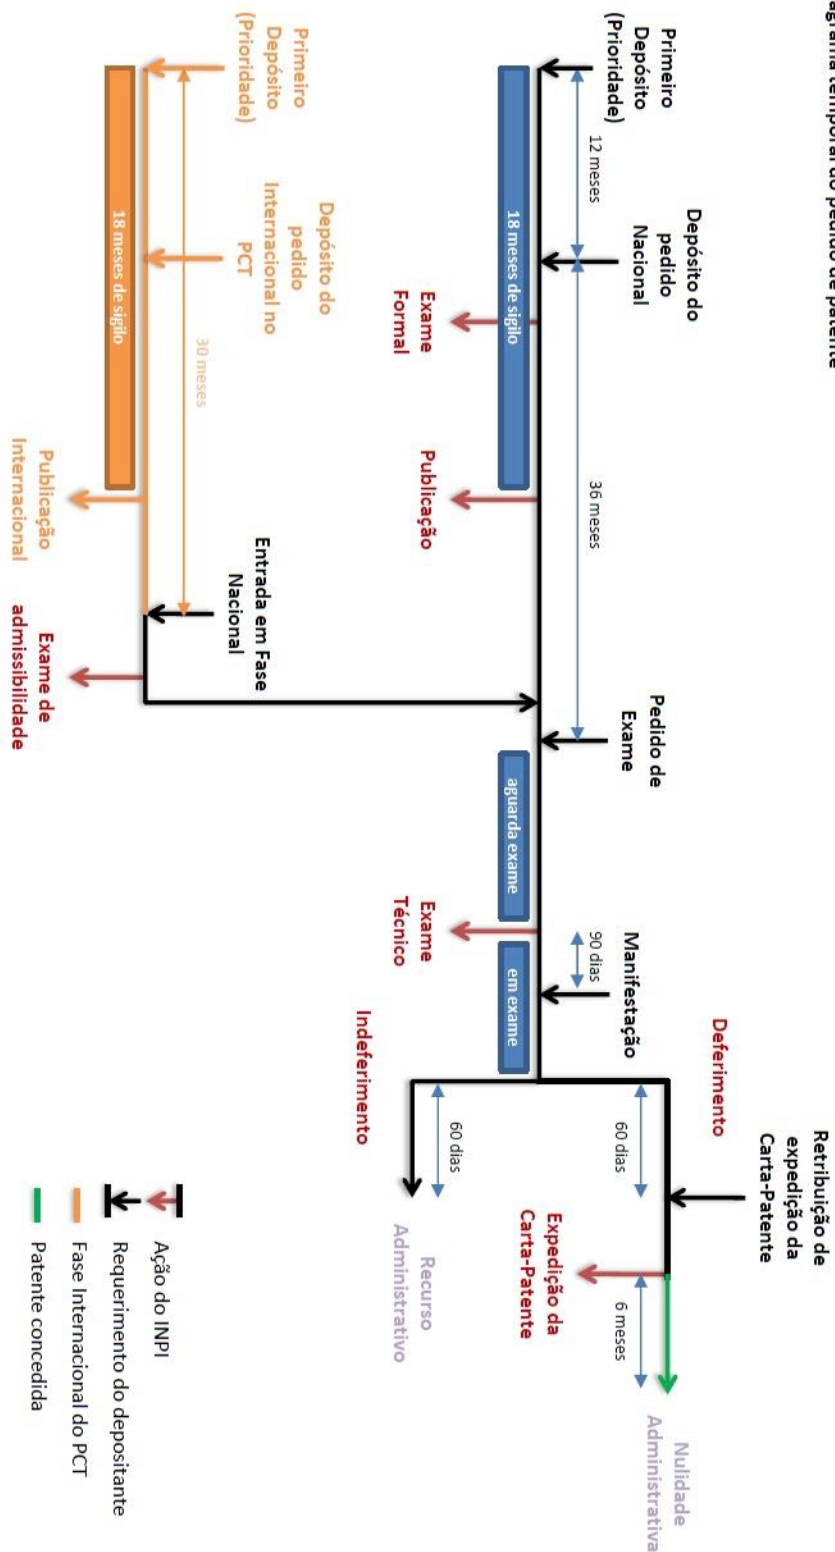 agrama temporal do pedido de patente
Primeiro
Depósito
(Prioridade)
12 meses
Depósito do
pedido
Nacional
36 meses
Pedido de
Exame
90 dias
Manifestação
Deferimento
60 dias
Retribuição de
expedição da
Carta-Patente
6 meses
Nulidade
Administrativa
18 meses de sigilo
aguarda exame
em exame
Exame
Formal
Publicação
Exame
Técnico
Indeferimento
60 dias
Recurso
Administrativo
Expedição da
Carta-Patente
Primeiro
Depósito
(Prioridade)
Depósito do
pedido
Internacional no
PCT
30 meses
Entrada em Fase
Nacional
18 meses de sigilo
Publicação
Internacional
Exame de
admissibilidade
Ação do INPI
Requerimento do depositante
Fase Internacional do PCT
Patente concedida